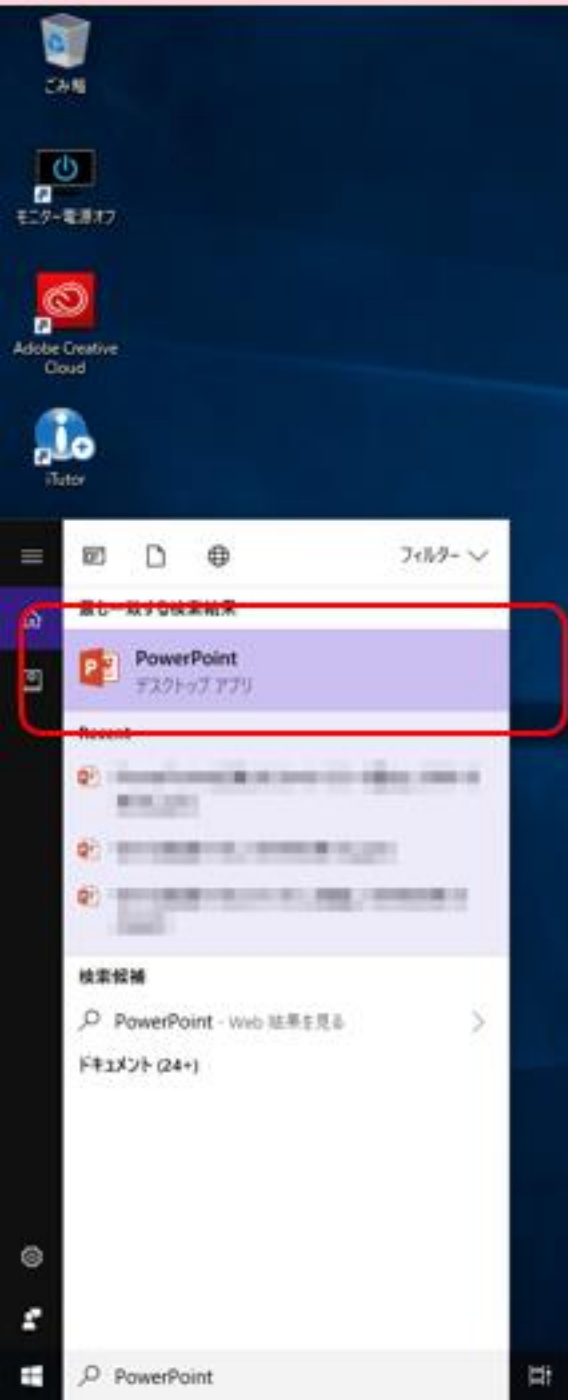 ごみ箱
モニター電源オフ
Adobe Creative
Cloud
iTutor
フィルター
最も一致する検索結果
PowerPoint
デスクトップ アプリ
Recent
検索候補
PowerPoint - Web 結果を見る
ドキュメント (24+)
PowerPoint